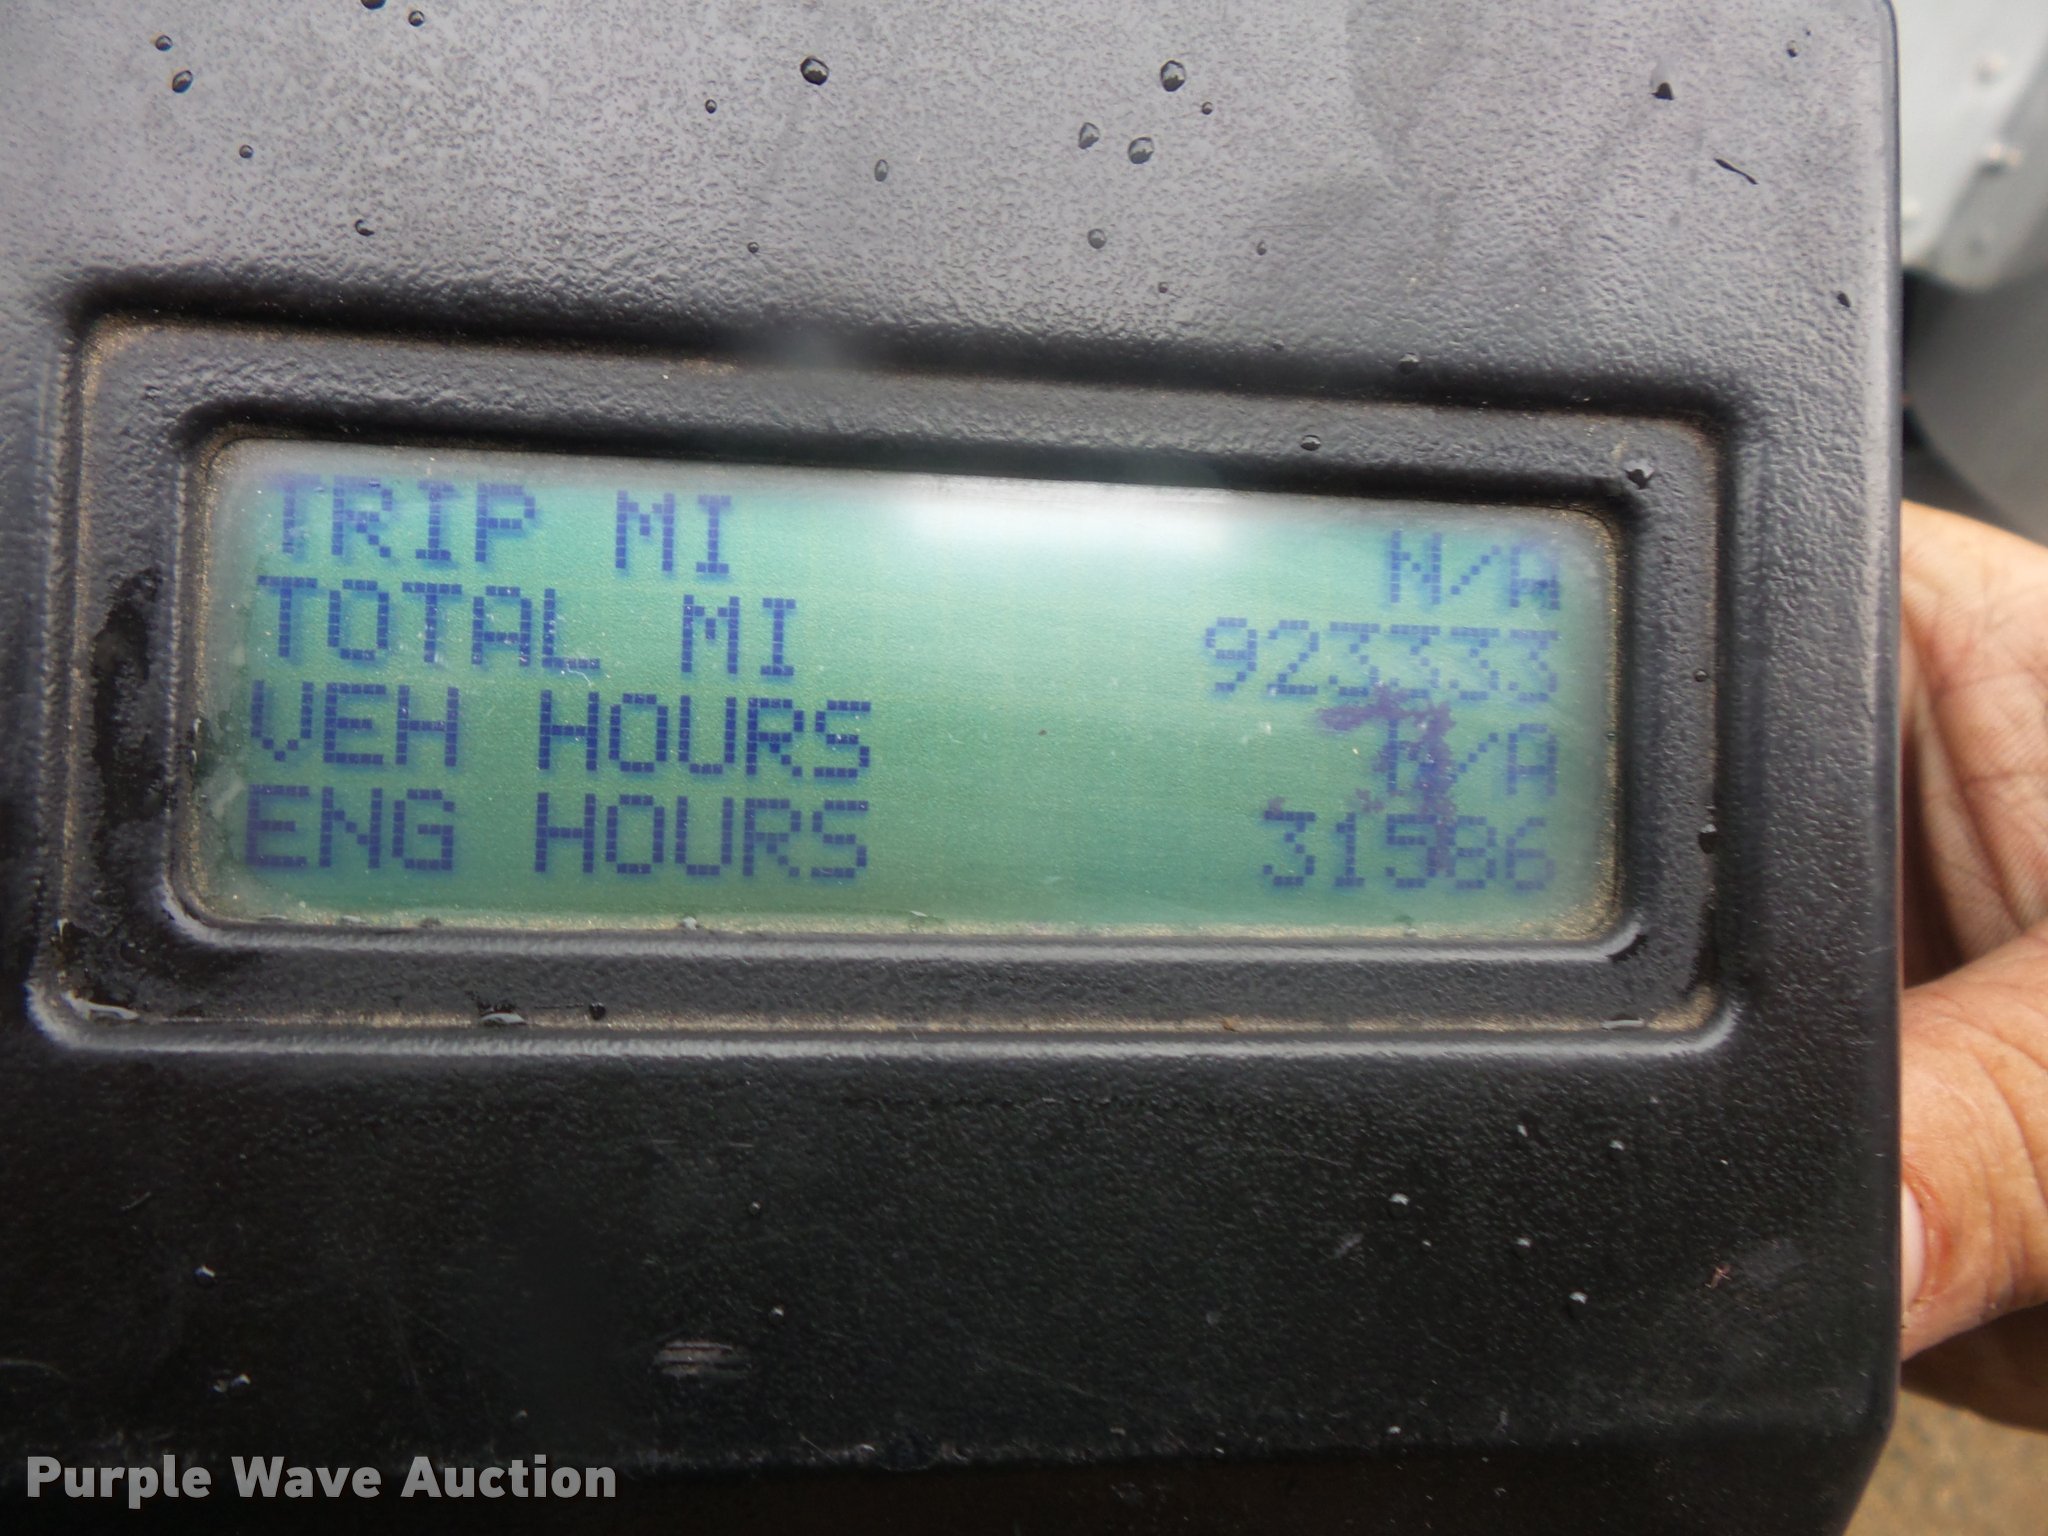 TRIP MI N/A
TOTAL MI 923333
VEH HOURS N/A
ENG HOURS 31586
Purple Wave Auction